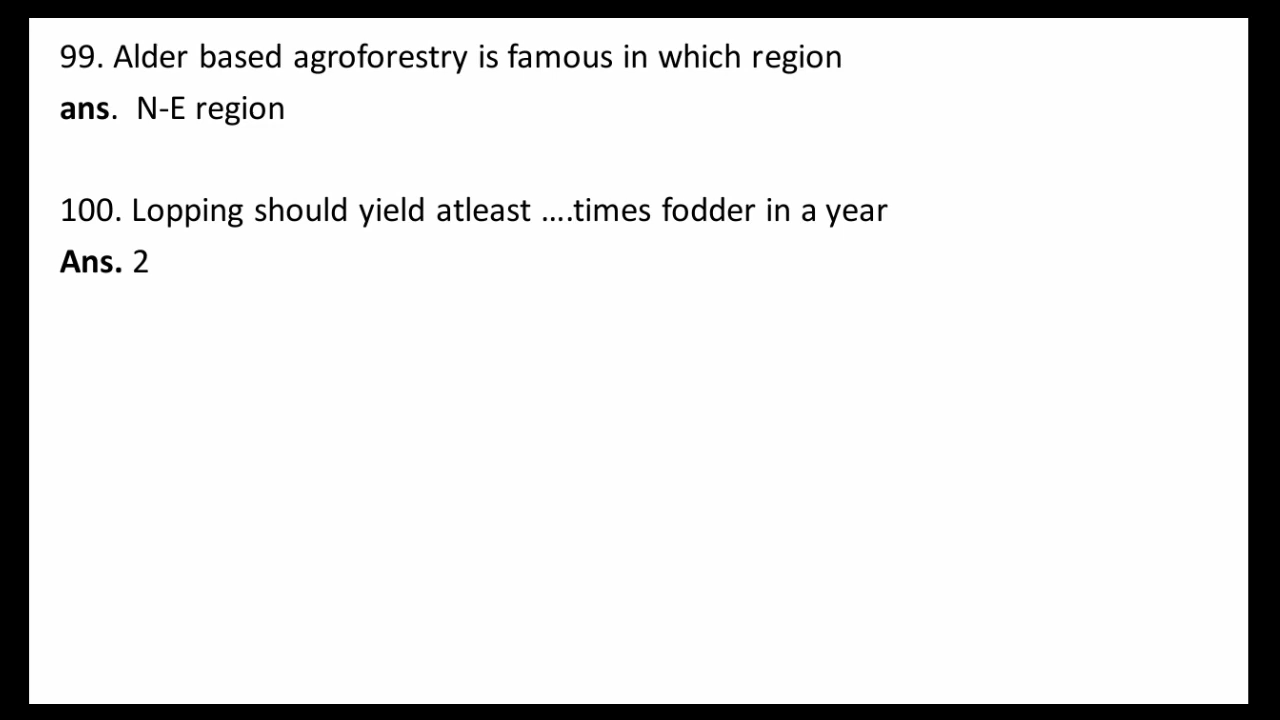 99. Alder based agroforestry is famous in which region
ans.  N-E region
100. Lopping should yield atleast ....times fodder in a year
Ans. 2